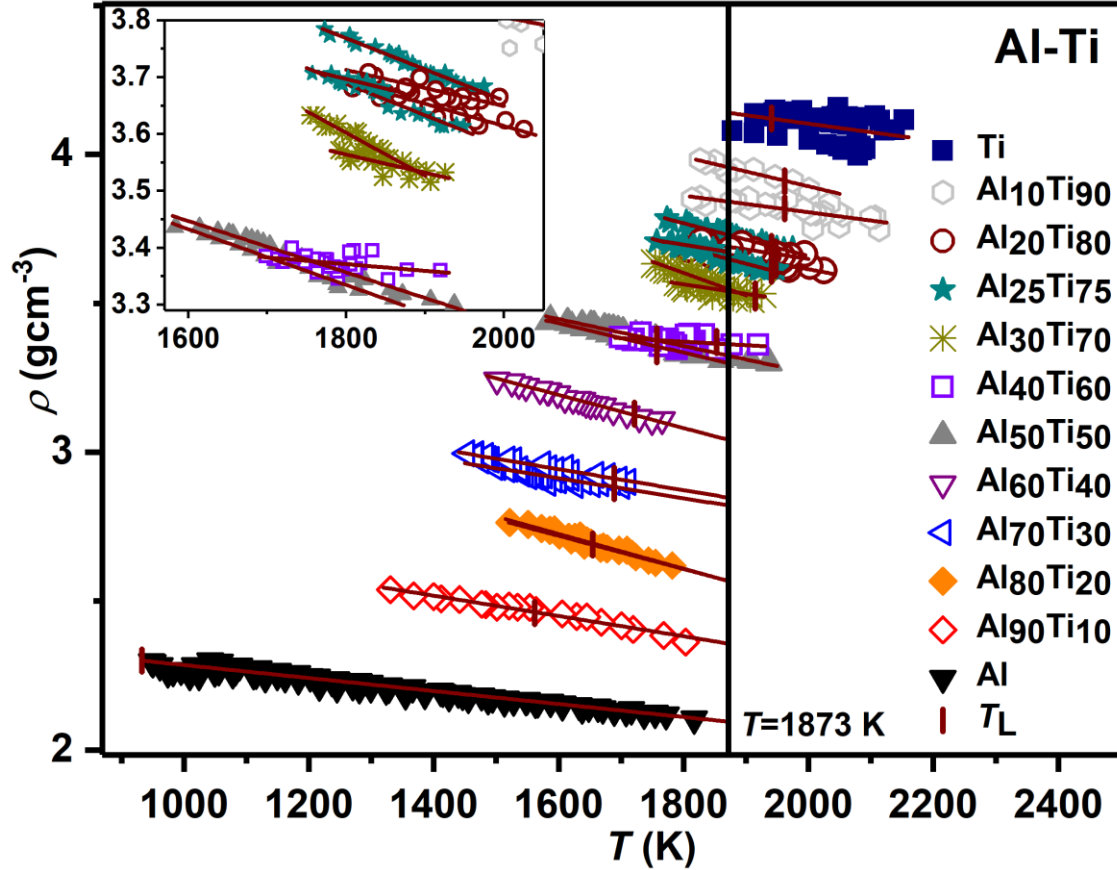 Al-Ti
3.8
3.7
3.6
3.5
3.4
3.3
1600
1800
2000
4
3
2
ρ (gcm-3)
Ti
Al10Ti90
Al20Ti80
Al25Ti75
Al30Ti70
Al40Ti60
Al50Ti50
Al60Ti40
Al70Ti30
Al80Ti20
Al90Ti10
Al
TL
T=1873 K
1000
1200
1400
1600
1800
2000
2200
2400
T (K)